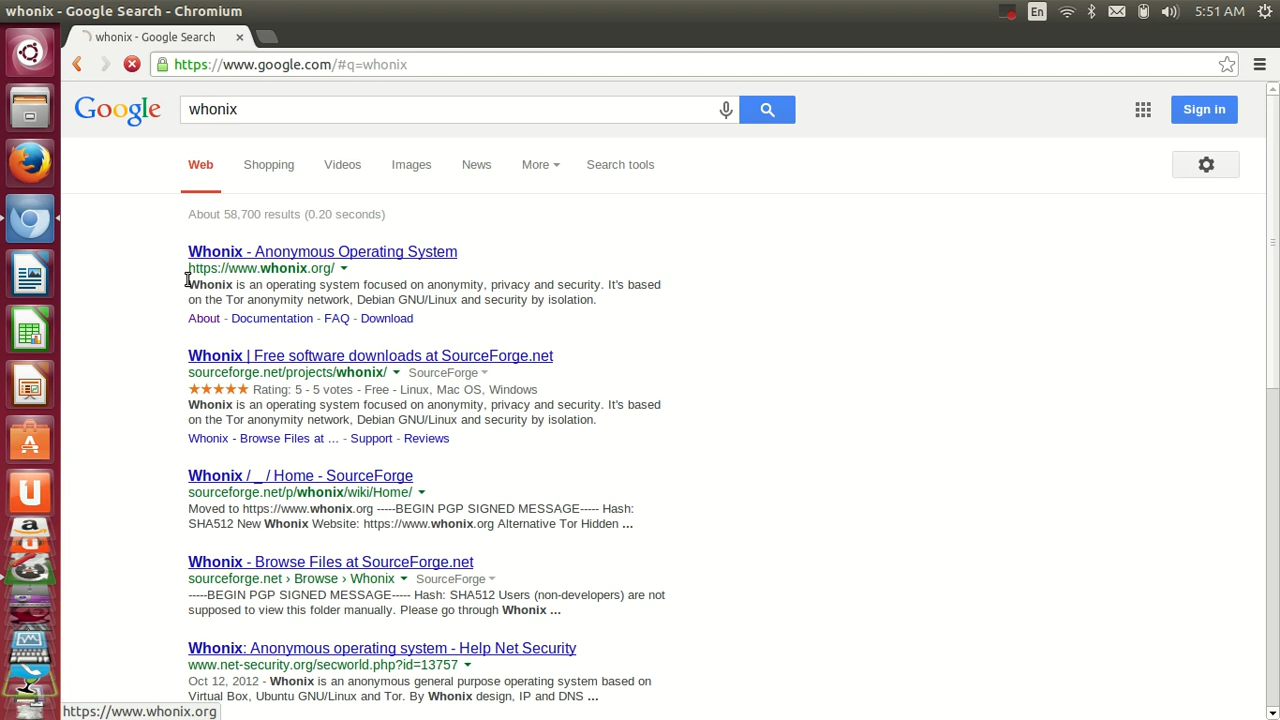 whonix - Google Search - Chromium
En
5:51 AM
whonix - Google Search
https://www.google.com/#q=whonix
Google
whonix
Sign in
Web Shopping Videos Images News More Search tools
About 58,700 results (0.20 seconds)
Whonix - Anonymous Operating System
https://www.whonix.org/
Whonix is an operating system focused on anonymity, privacy and security. It's based
on the Tor anonymity network, Debian GNU/Linux and security by isolation.
About - Documentation - FAQ - Download
Whonix | Free software downloads at SourceForge.net
sourceforge.net/projects/whonix/ SourceForge
Rating: 5 - 5 votes - Free - Linux, Mac OS, Windows
Whonix is an operating system focused on anonymity, privacy and security. It's based
on the Tor anonymity network, Debian GNU/Linux and security by isolation.
Whonix - Browse Files at ... - Support - Reviews
Whonix / _ / Home - SourceForge
sourceforge.net/p/whonix/wiki/Home/
Moved to https://www.whonix.org -----BEGIN PGP SIGNED MESSAGE----- Hash:
SHA512 New Whonix Website: https://www.whonix.org Alternative Tor Hidden ...
Whonix - Browse Files at SourceForge.net
sourceforge.net › Browse › Whonix SourceForge
-----BEGIN PGP SIGNED MESSAGE----- Hash: SHA512 Users (non-developers) are not
supposed to view this folder manually. Please go through Whonix ...
Whonix: Anonymous operating system - Help Net Security
www.net-security.org/secworld.php?id=13757
Oct 12, 2012 - Whonix is an anonymous general purpose operating system based on
Virtual Box, Ubuntu GNU/Linux and Tor. By Whonix design, IP and DNS ...
https://www.whonix.org